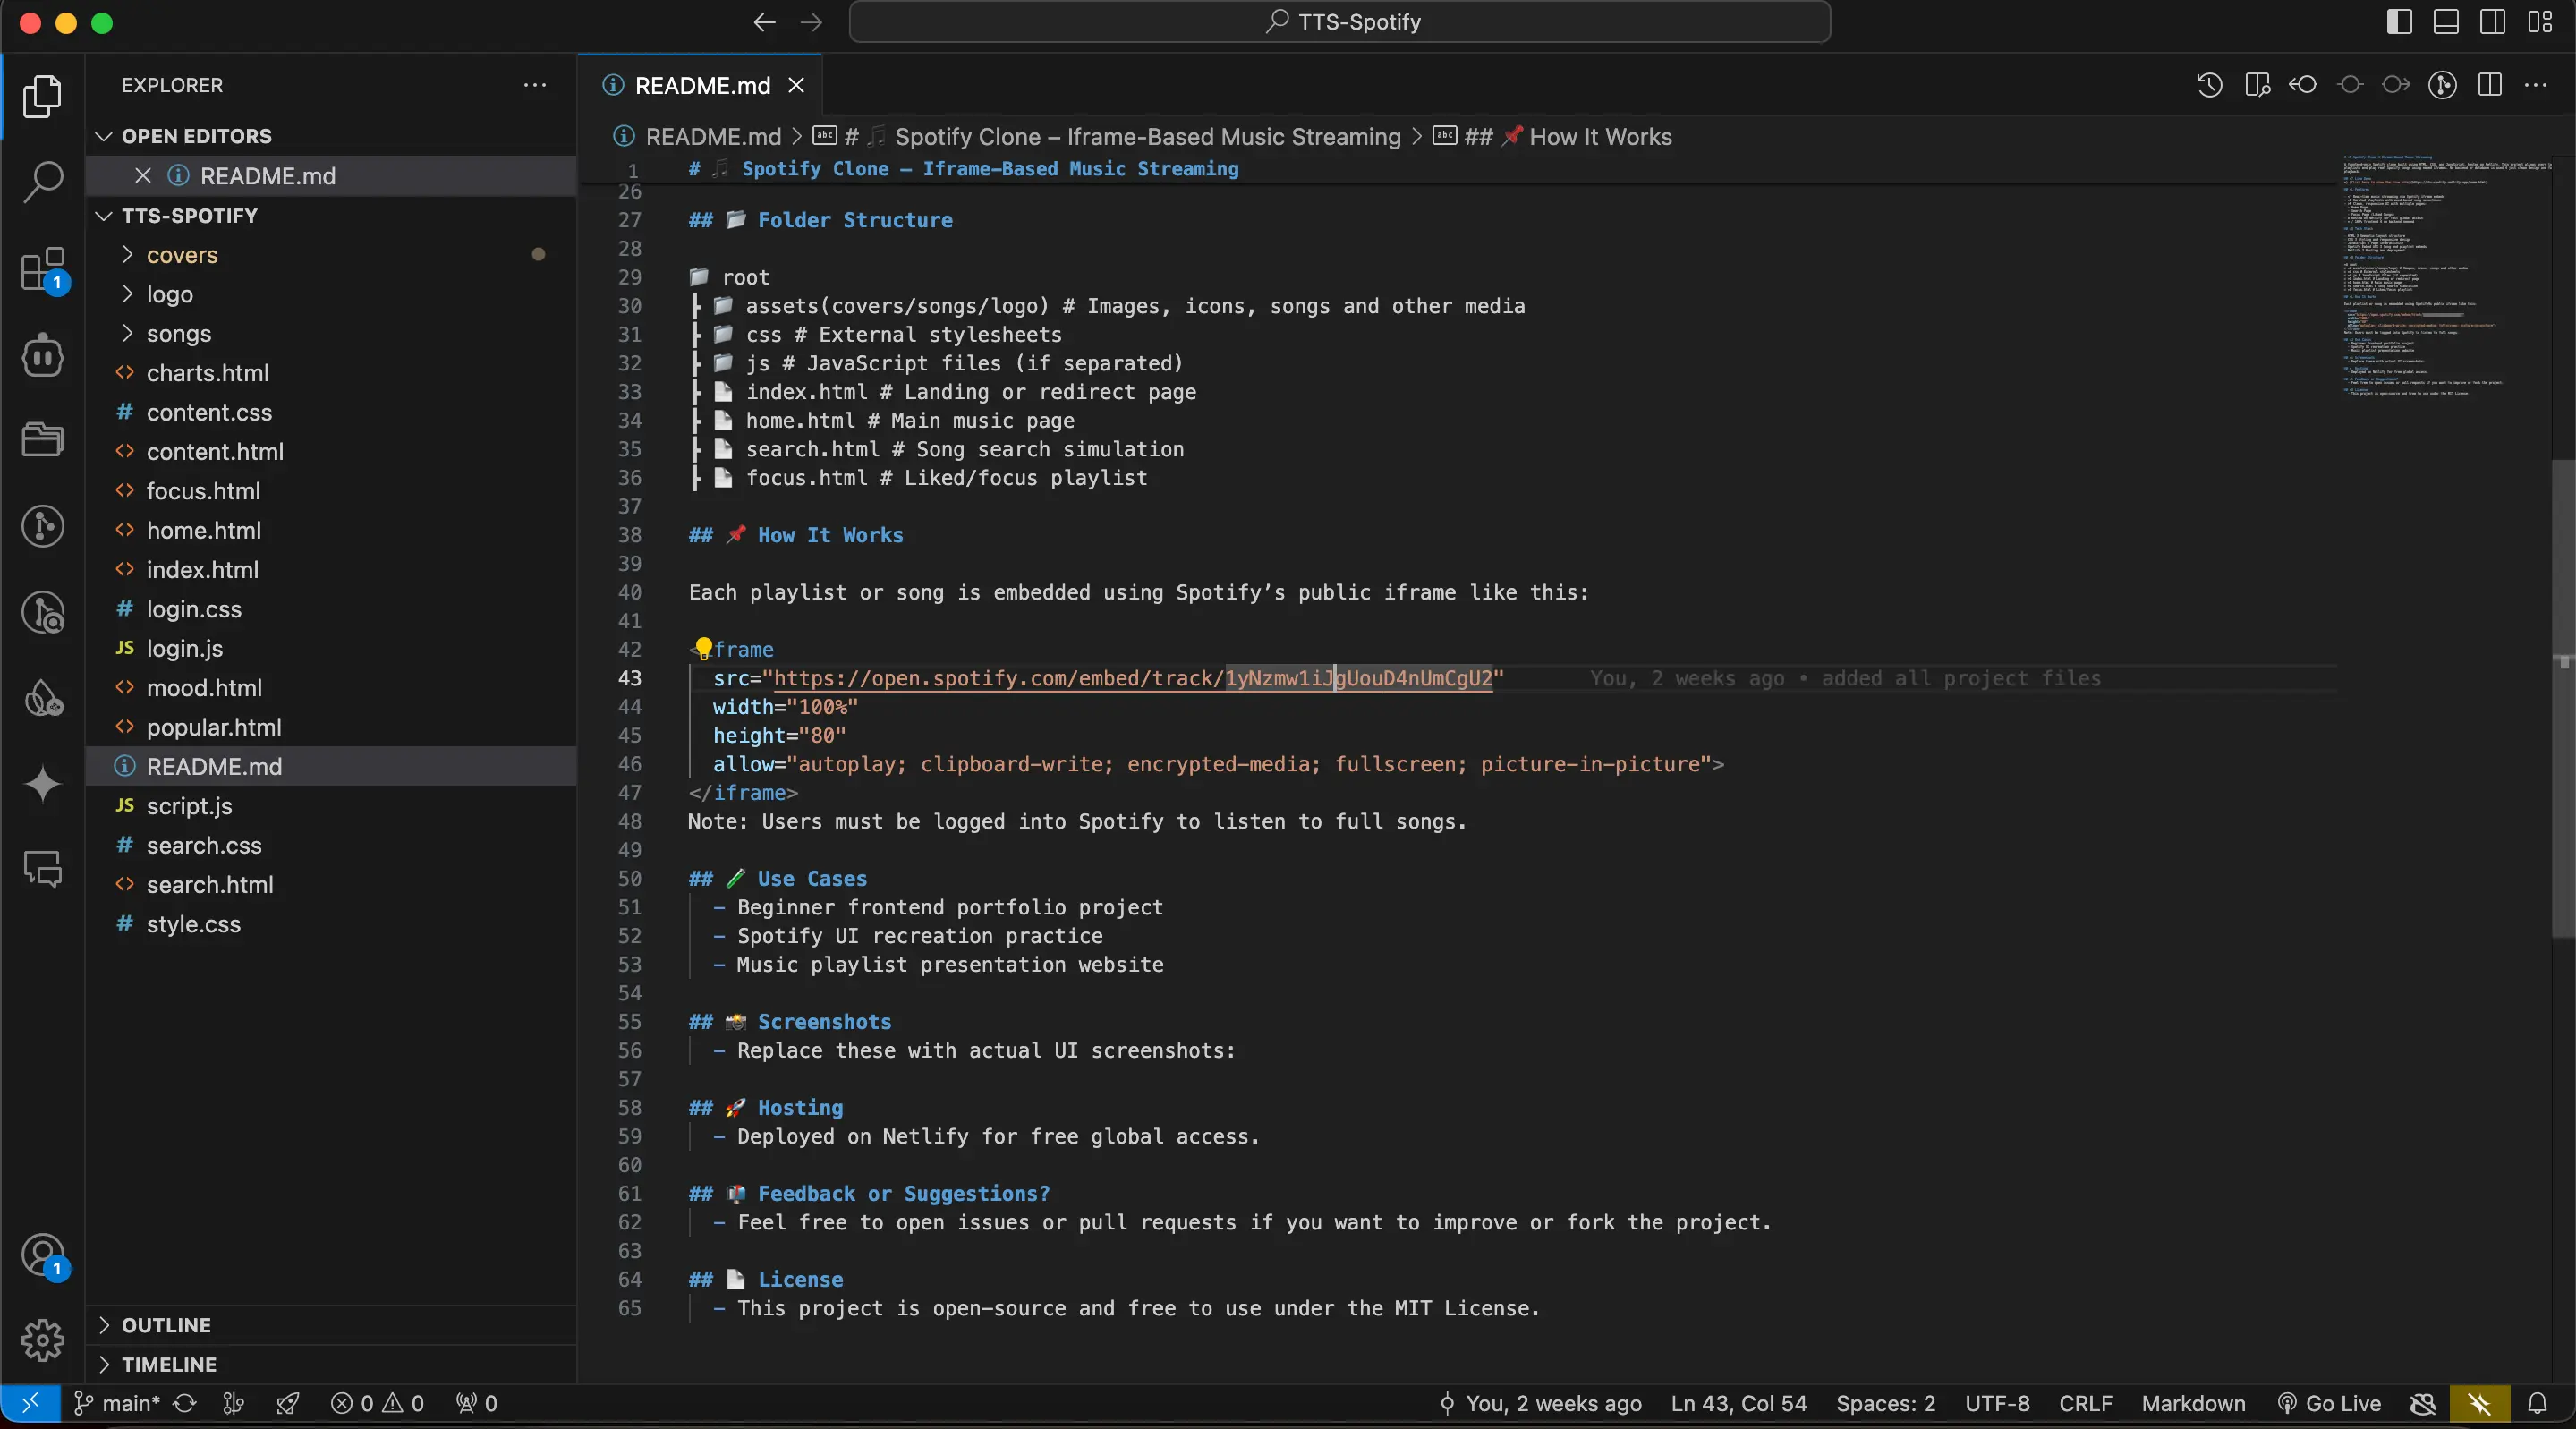 TTS-Spotify
EXPLORER
OPEN EDITORS
README.md
TTS-SPOTIFY
covers
logo
songs
charts.html
content.css
content.html
focus.html
home.html
index.html
login.css
JS login.js
mood.html
popular.html
README.md
JS script.js
search.css
search.html
style.css
OUTLINE
TIMELINE
1
1
README.md
README.md > # 🎵 Spotify Clone – Iframe-Based Music Streaming > ## 📌 How It Works
1 # 🎵 Spotify Clone – Iframe-Based Music Streaming
26
27 ## 📁 Folder Structure
28
29 📁 root
30 ┣ 📁 assets(covers/songs/logo) # Images, icons, songs and other media
31 ┣ 📁 css # External stylesheets
32 ┣ 📁 js # JavaScript files (if separated)
33 ┣ 📄 index.html # Landing or redirect page
34 ┣ 📄 home.html # Main music page
35 ┣ 📄 search.html # Song search simulation
36 ┣ 📄 focus.html # Liked/focus playlist
37
38 ## 📌 How It Works
39
40 Each playlist or song is embedded using Spotify’s public iframe like this:
41
42 <frame
43 src="https://open.spotify.com/embed/track/1yNzmw1iJgUouD4nUmCgU2" You, 2 weeks ago • added all project files
44 width="100%"
45 height="80"
46 allow="autoplay; clipboard-write; encrypted-media; fullscreen; picture-in-picture">
47 </iframe>
48 Note: Users must be logged into Spotify to listen to full songs.
49
50 ## 🧪 Use Cases
51 - Beginner frontend portfolio project
52 - Spotify UI recreation practice
53 - Music playlist presentation website
54
55 ## 📸 Screenshots
56 - Replace these with actual UI screenshots:
57
58 ## 🚀 Hosting
59 - Deployed on Netlify for free global access.
60
61 ## 📬 Feedback or Suggestions?
62 - Feel free to open issues or pull requests if you want to improve or fork the project.
63
64 ## 📄 License
65 - This project is open-source and free to use under the MIT License.
main* 0 0 0 You, 2 weeks ago Ln 43, Col 54 Spaces: 2 UTF-8 CRLF Markdown Go Live